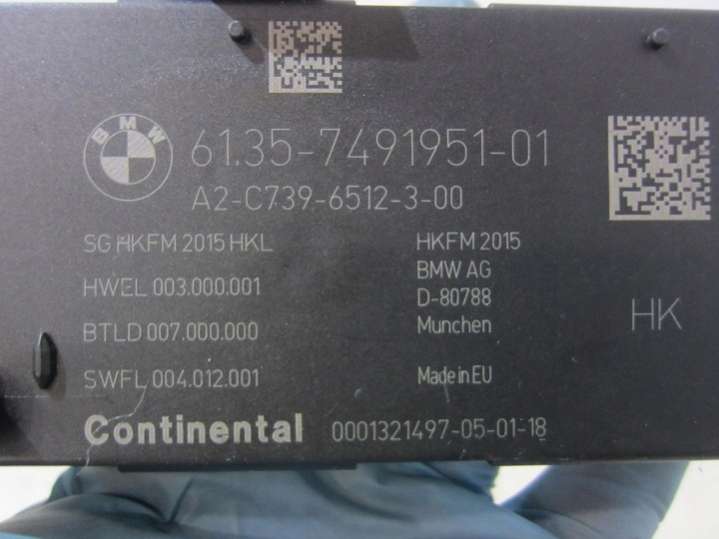 BMW
61.35-7491951-01
A2-C739-6512-3-00
SG HKFM 2015 HKL
HWEL 003.000.001
BTLD 007.000.000
SWFL 004.012.001
HKFM 2015
BMW AG
D-80788
Munchen
Made in EU
HK
Continental 0001321497-05-01-18